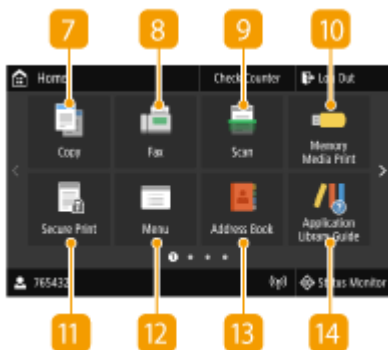 7 8 9 10
Home Check Counter Log Out
Copy Fax Scan Memory
Media Print
Secure Print Menu Address Book Application
Library Guide
765432 Status Monitor
11 12 13 14